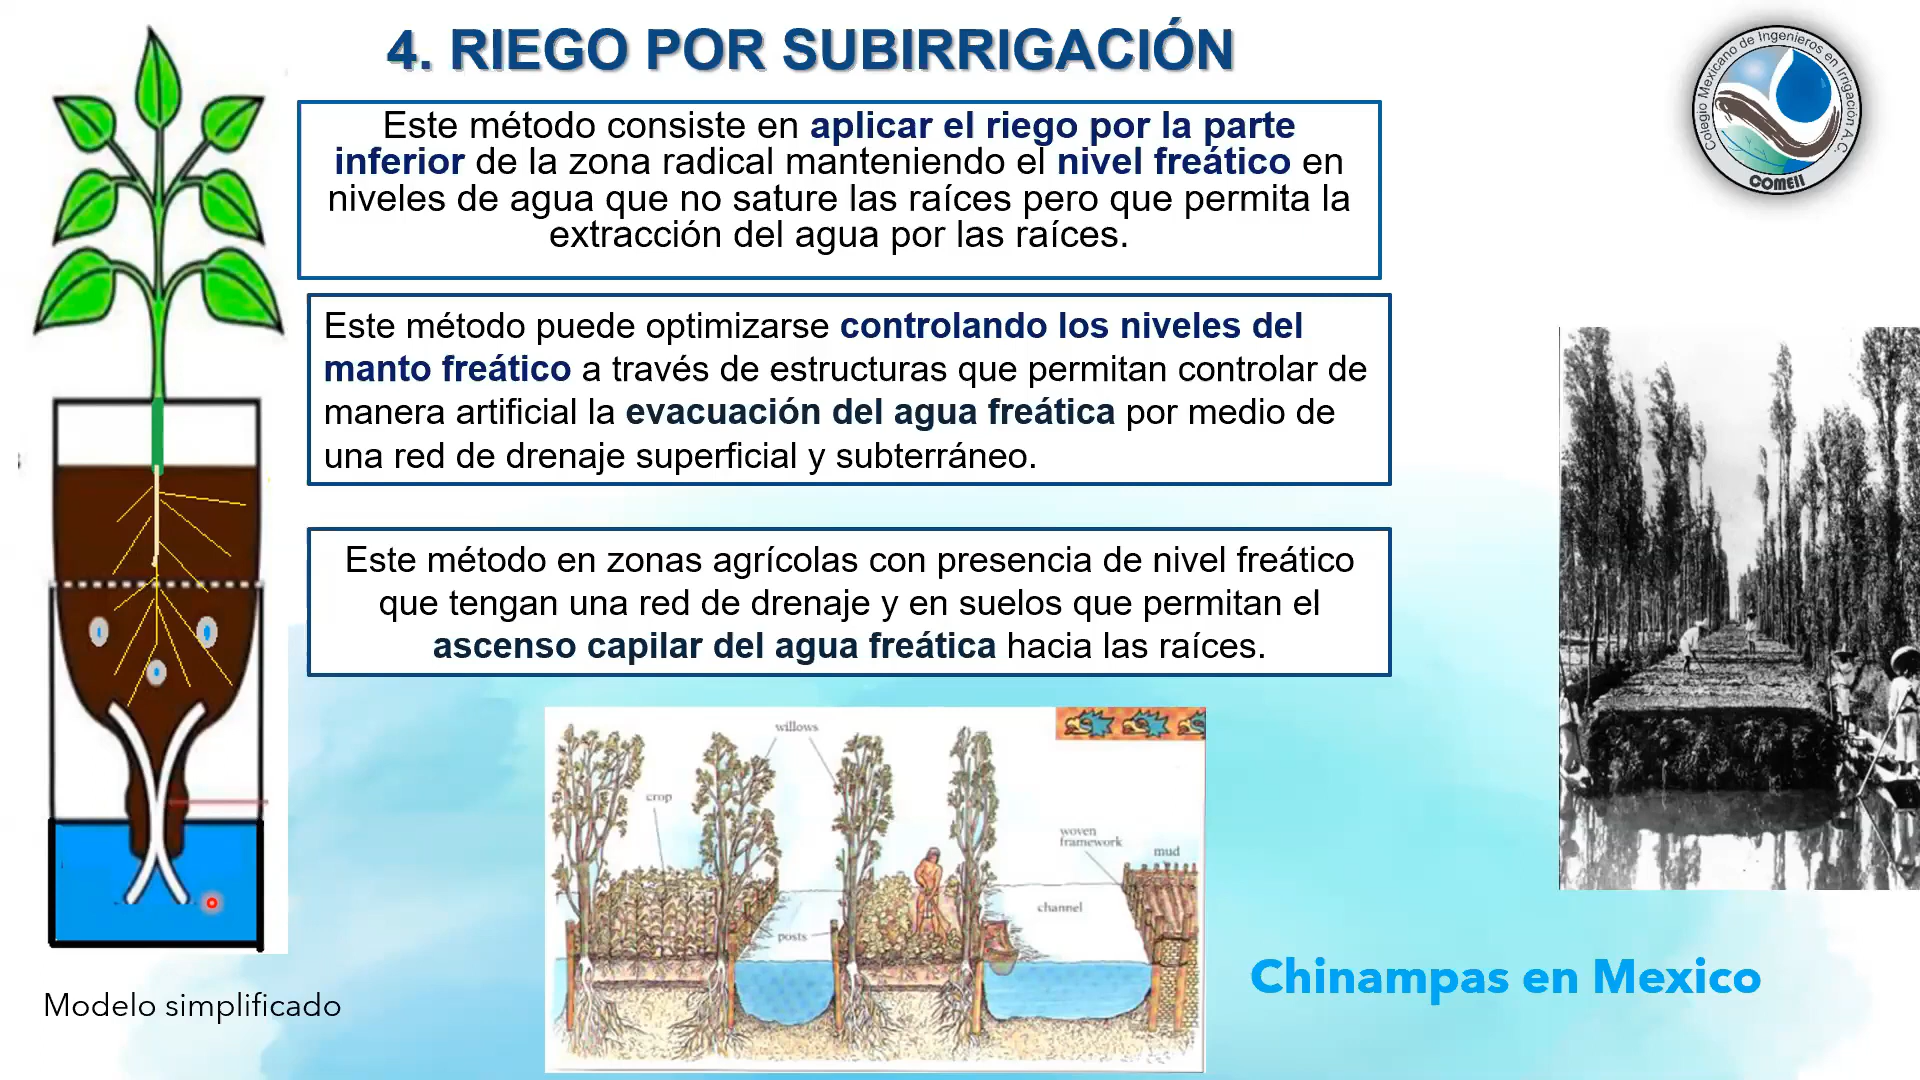 4. RIEGO POR SUBIRRIGACIÓN
Colegio Mexicano de Ingenieros en Irrigación A.C.
COMEII
Este método consiste en aplicar el riego por la parte
inferior de la zona radical manteniendo el nivel freático en
niveles de agua que no sature las raíces pero que permita la
extracción del agua por las raíces.
Este método puede optimizarse controlando los niveles del
manto freático a través de estructuras que permitan controlar de
manera artificial la evacuación del agua freática por medio de
una red de drenaje superficial y subterráneo.
Este método en zonas agrícolas con presencia de nivel freático
que tengan una red de drenaje y en suelos que permitan el
ascenso capilar del agua freática hacia las raíces.
willows
crop
woven
framework
mud
channel
posts
Chinampas en Mexico
Modelo simplificado